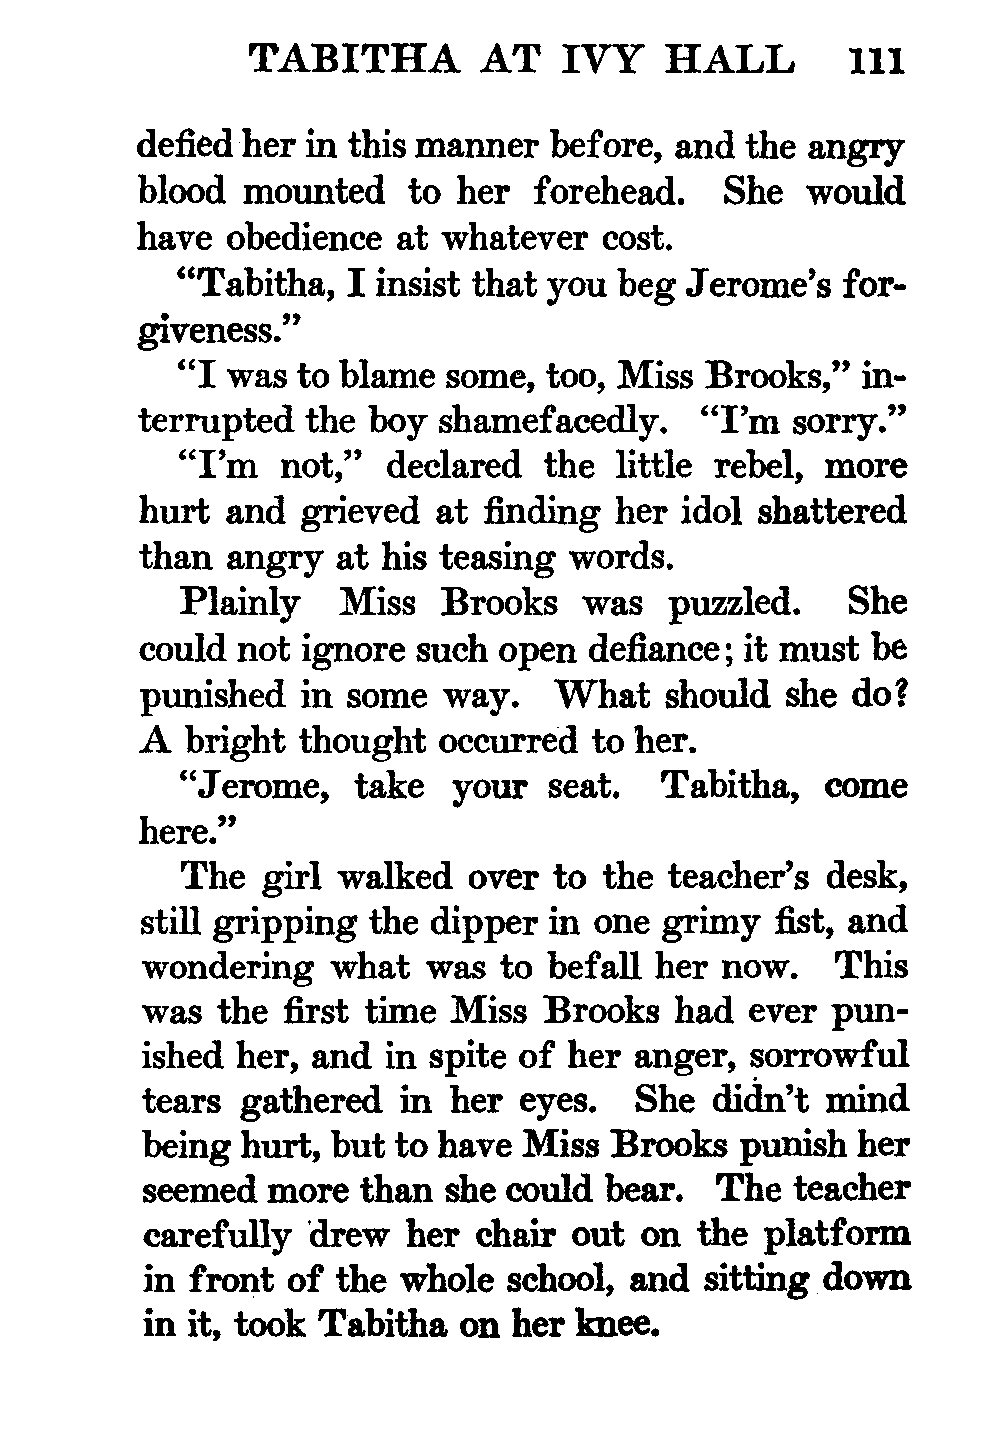 TABITHA AT IVY HALL 111
defied her in this manner before, and the angry
blood mounted to her forehead. She would
have obedience at whatever cost.
“Tabitha, I insist that you beg Jerome’s for-
giveness.”
“I was to blame some, too, Miss Brooks,” in-
terrupted the boy shamefacedly. “I’m sorry.”
“I’m not,” declared the little rebel, more
hurt and grieved at finding her idol shattered
than angry at his teasing words.
Plainly Miss Brooks was puzzled. She
could not ignore such open defiance; it must be
punished in some way. What should she do?
A bright thought occurred to her.
“Jerome, take your seat. Tabitha, come
here.”
The girl walked over to the teacher’s desk,
still gripping the dipper in one grimy fist, and
wondering what was to befall her now. This
was the first time Miss Brooks had ever pun-
ished her, and in spite of her anger, sorrowful
tears gathered in her eyes. She didn’t mind
being hurt, but to have Miss Brooks punish her
seemed more than she could bear. The teacher
carefully drew her chair out on the platform
in front of the whole school, and sitting down
in it, took Tabitha on her knee.